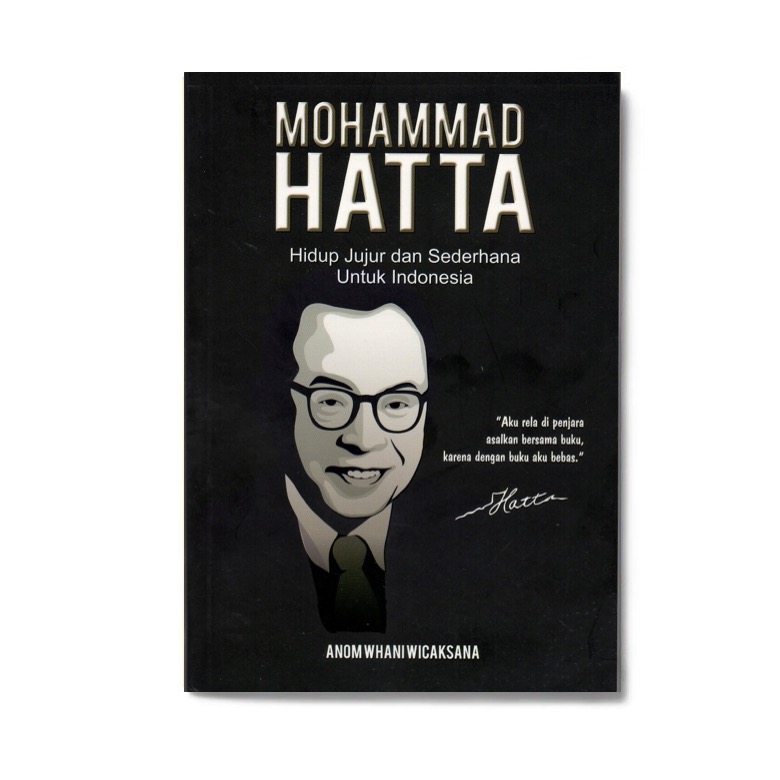 MOHAMMAD
HATTA
Hidup Jujur dan Sederhana
Untuk Indonesia
"Aku rela di penjara
asalkan bersama buku,
karena dengan buku aku bebas."
Hatta
ANOM WHANI WICAKSANA